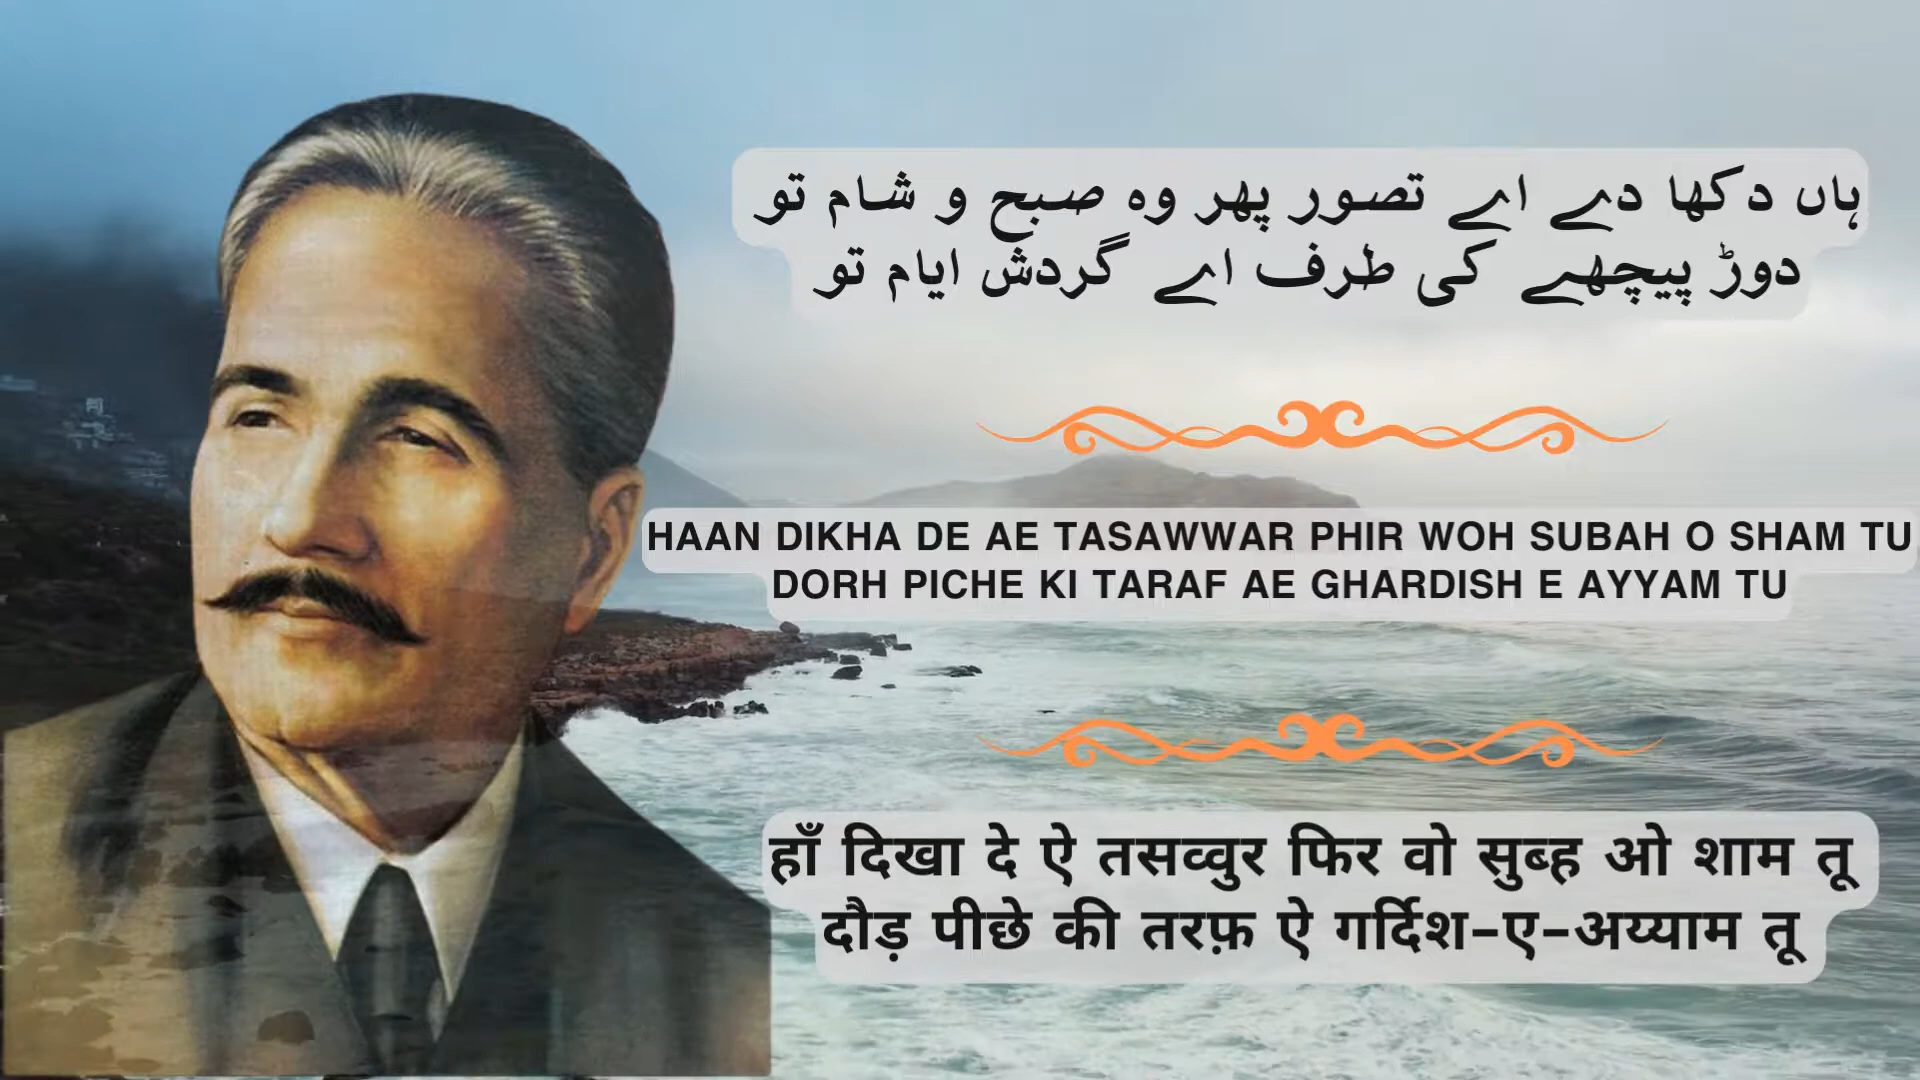 ہاں دکھا دے اے تصور پھر وہ صبح و شام تو
دوڑ پیچھے کی طرف اے گردش ایام تو
HAAN DIKHA DE AE TASAWWAR PHIR WOH SUBAH O SHAM TU
DORH PICHE KI TARAF AE GHARDISH E AYYAM TU
हाँ दिखा दे ऐ तसव्वुर फिर वो सुब्ह ओ शाम तू
दौड़ पीछे की तरफ़ ऐ गर्दिश-ए-अय्याम तू